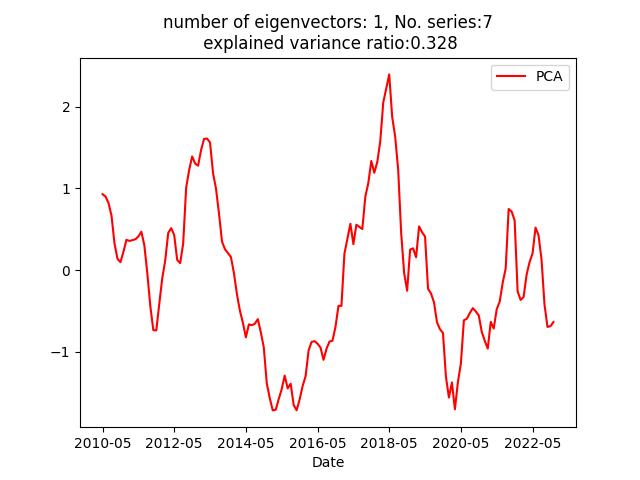 number of eigenvectors: 1, No. series:7
explained variance ratio:0.328
PCA
2
1
0
−1
2010-05 2012-05 2014-05 2016-05 2018-05 2020-05 2022-05
Date